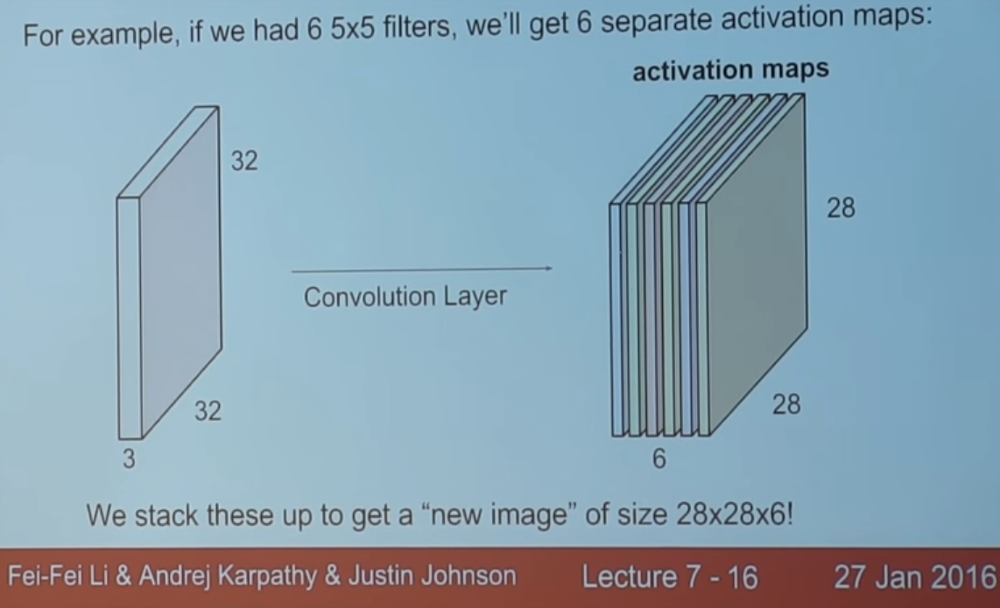 For example, if we had 6 5x5 filters, we'll get 6 separate activation maps:
activation maps
32
28
Convolution Layer
32
28
3
6
We stack these up to get a “new image” of size 28x28x6!
Fei-Fei Li & Andrej Karpathy & Justin Johnson
Lecture 7 - 16
27 Jan 2016